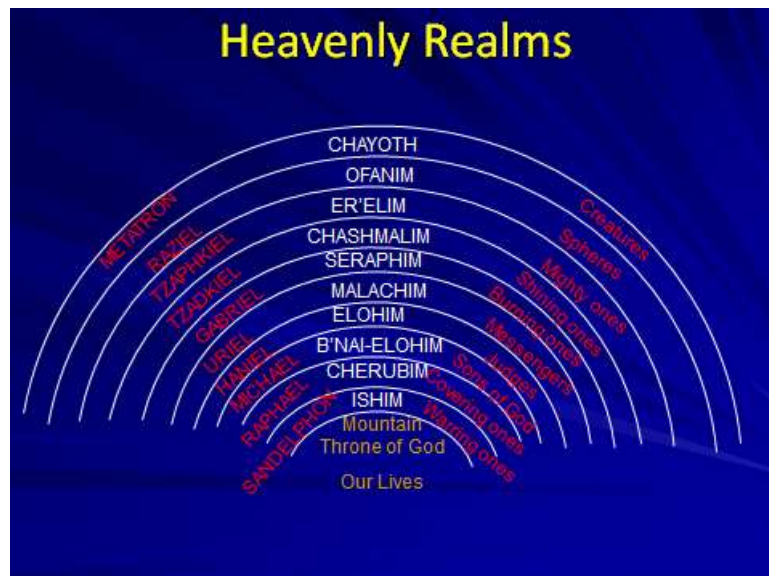 Heavenly Realms
CHAYOTH
OFANIM
ER'ELIM
CHASHMALIM
SERAPHIM
MALACHIM
ELOHIM
B'NAI-ELOHIM
CHERUBIM
ISHIM
Mountain
Throne of God
Our Lives
METATRON
RAZIEL
TZAPHKIEL
TZADKIEL
GABRIEL
URIEL
HANIEL
MICHAEL
RAPHAEL
SANDELPHON
Creatures
Spheres
Mighty ones
Shining ones
Burning ones
Messengers
Judges
Sons of God
Covering ones
Warring ones